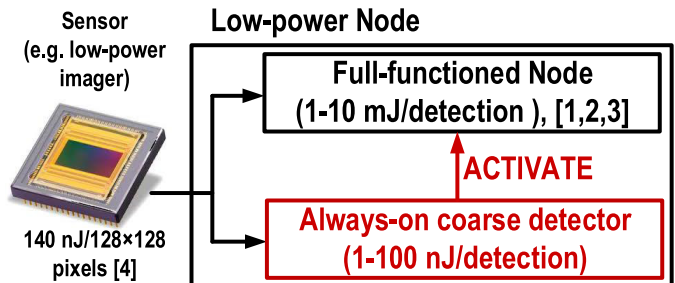 Sensor
(e.g. low-power
imager)
140 nJ/128×128
pixels [4]
Low-power Node
Full-functioned Node
(1-10 mJ/detection ), [1,2,3]
ACTIVATE
Always-on coarse detector
(1-100 nJ/detection)